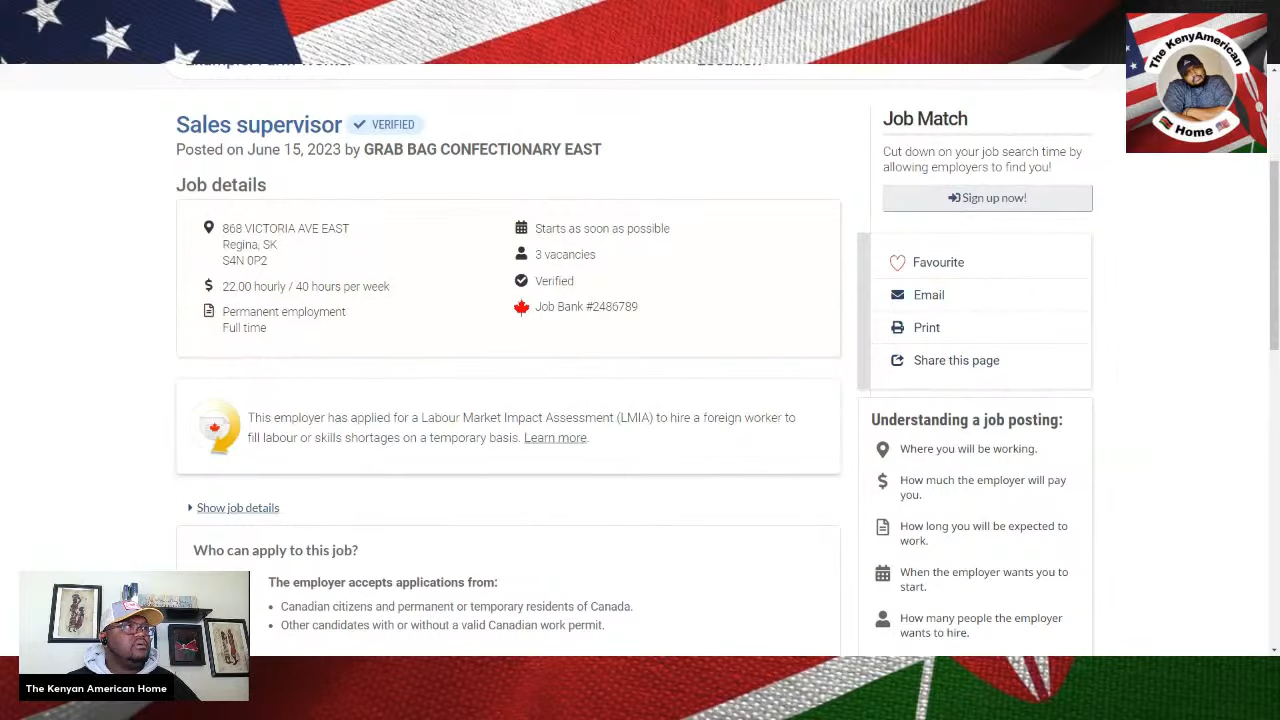 The KenyAmerican
Home
Sales supervisor VERIFIED
Posted on June 15, 2023 by GRAB BAG CONFECTIONARY EAST
Job details
868 VICTORIA AVE EAST
Regina, SK
S4N 0P2
22.00 hourly / 40 hours per week
Permanent employment
Full time
Starts as soon as possible
3 vacancies
Verified
Job Bank #2486789
This employer has applied for a Labour Market Impact Assessment (LMIA) to hire a foreign worker to
fill labour or skills shortages on a temporary basis. Learn more.
Show job details
Who can apply to this job?
The employer accepts applications from:
• Canadian citizens and permanent or temporary residents of Canada.
• Other candidates with or without a valid Canadian work permit.
Job Match
Cut down on your job search time by
allowing employers to find you!
Sign up now!
Favourite
Email
Print
Share this page
Understanding a job posting:
Where you will be working.
How much the employer will pay
you.
How long you will be expected to
work.
When the employer wants you to
start.
How many people the employer
wants to hire.
The Kenyan American Home